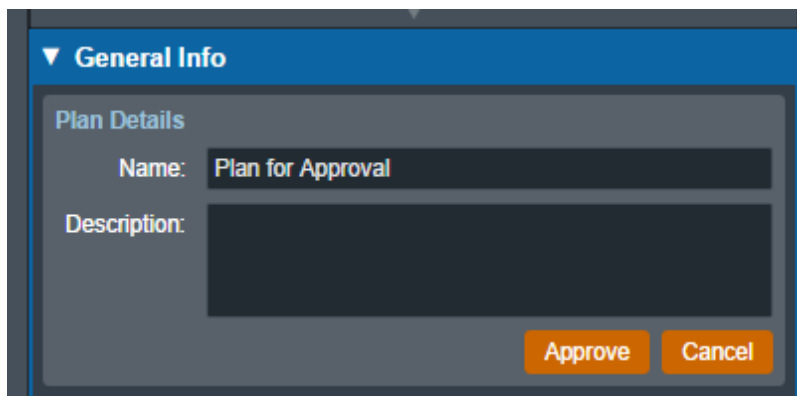 General Info
Plan Details
Name: Plan for Approval
Description:
Approve Cancel